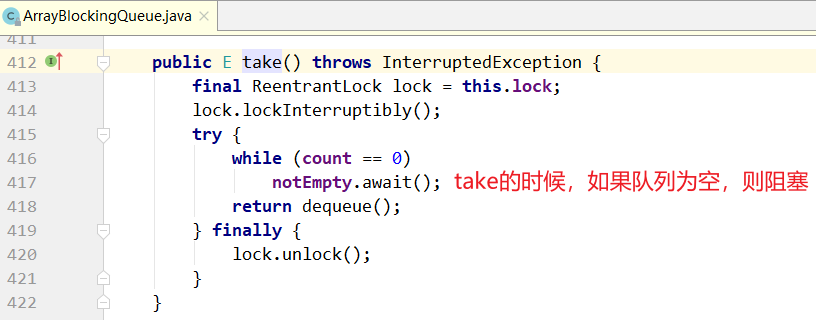 ArrayBlockingQueue.java
411
412 public E take() throws InterruptedException {
413 final ReentrantLock lock = this.lock;
414 lock.lockInterruptibly();
415 try {
416 while (count == 0)
417 notEmpty.await(); take的时候，如果队列为空，则阻塞
418 return dequeue();
419 } finally {
420 lock.unlock();
421 }
422 }